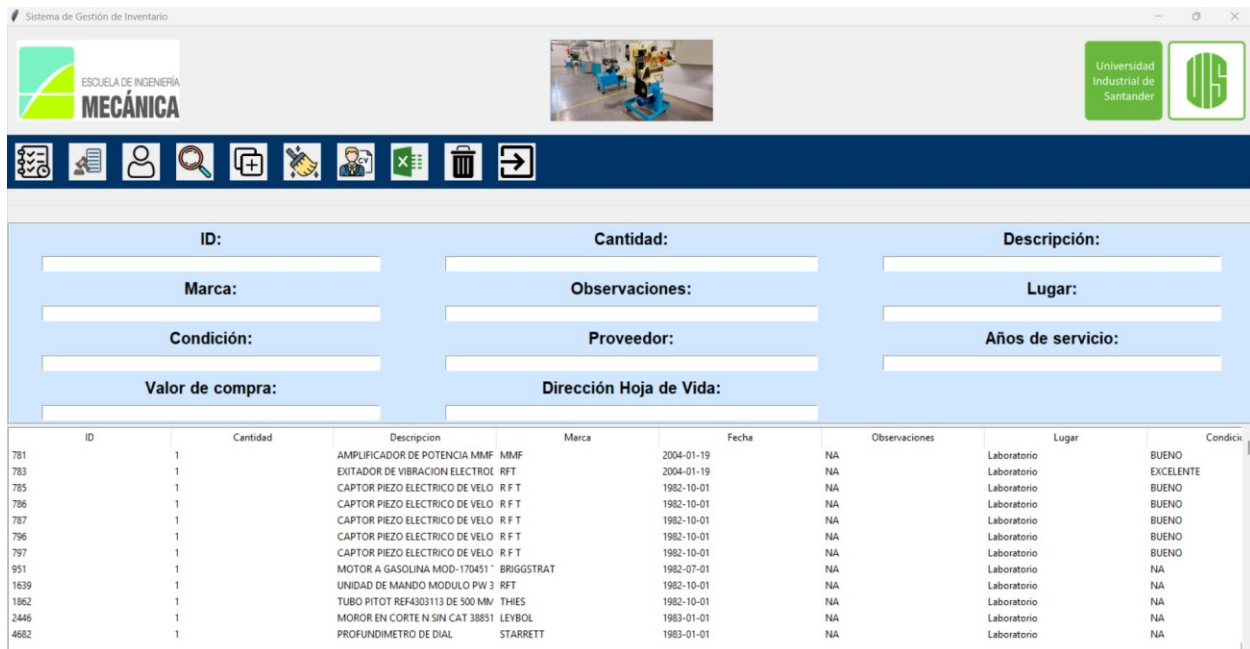 Sistema de Gestión de Inventario
ESCUELA DE INGENIERÍA
MECÁNICA
Universidad
Industrial de
Santander
UIS
CV
X
ID: Cantidad: Descripción:
Marca: Observaciones: Lugar:
Condición: Proveedor: Años de servicio:
Valor de compra: Dirección Hoja de Vida:
ID Cantidad Descripcion Marca Fecha Observaciones Lugar Condicio
781 1 AMPLIFICADOR DE POTENCIA MMF MMF 2004-01-19 NA Laboratorio BUENO
783 1 EXITADOR DE VIBRACION ELECTROD RFT 2004-01-19 NA Laboratorio EXCELENTE
785 1 CAPTOR PIEZO ELECTRICO DE VELO R F T 1982-10-01 NA Laboratorio BUENO
786 1 CAPTOR PIEZO ELECTRICO DE VELO R F T 1982-10-01 NA Laboratorio BUENO
787 1 CAPTOR PIEZO ELECTRICO DE VELO R F T 1982-10-01 NA Laboratorio BUENO
796 1 CAPTOR PIEZO ELECTRICO DE VELO R F T 1982-10-01 NA Laboratorio BUENO
797 1 CAPTOR PIEZO ELECTRICO DE VELO R F T 1982-10-01 NA Laboratorio BUENO
951 1 MOTOR A GASOLINA MOD-170451 BRIGGSTRAT 1982-07-01 NA Laboratorio NA
1639 1 UNIDAD DE MANDO MODULO PW 3 RFT 1982-10-01 NA Laboratorio NA
1862 1 TUBO PITOT REF4303113 DE 500 MM THIES 1982-10-01 NA Laboratorio NA
2446 1 MOROR EN CORTE N SIN CAT 38851 LEYBOL 1983-01-01 NA Laboratorio NA
4682 1 PROFUNDIMETRO DE DIAL STARRETT 1983-01-01 NA Laboratorio NA